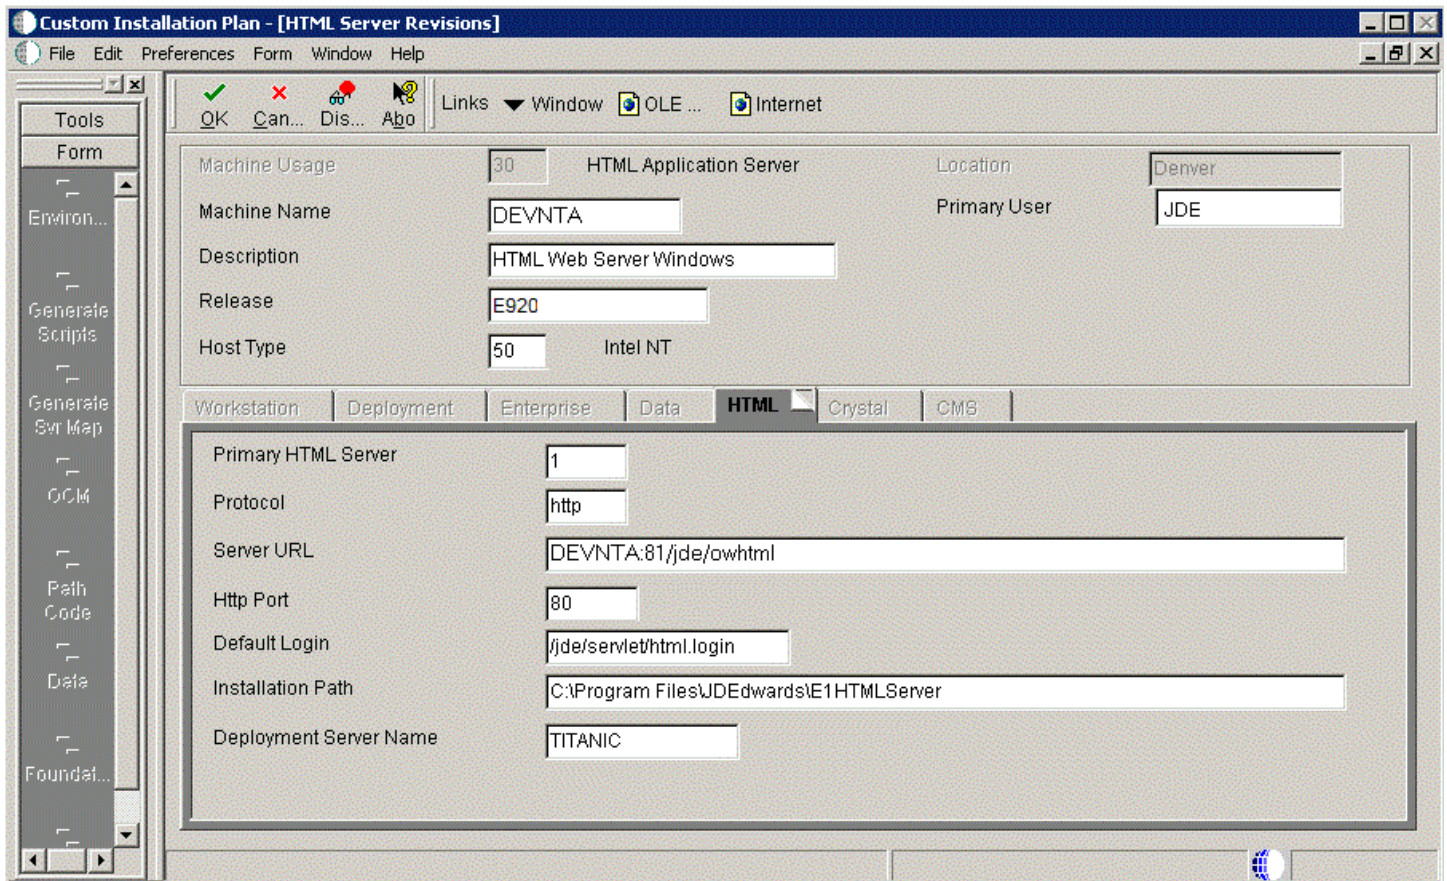 Custom Installation Plan - [HTML Server Revisions]
File Edit Preferences Form Window Help
Tools
Form
Environ...
Generate
Scripts
Generate
Svr Map
OCM
Path
Code
Data
Foundat...
OK Can... Dis... Abo
Links Window OLE ... Internet
Machine Usage 30 HTML Application Server Location Denver
Machine Name DEVNTA Primary User JDE
Description HTML Web Server Windows
Release E920
Host Type 50 Intel NT
Workstation Deployment Enterprise Data HTML Crystal CMS
Primary HTML Server 1
Protocol http
Server URL DEVNTA:81/jde/owhtml
Http Port 80
Default Login /jde/servlet/html.login
Installation Path C:\Program Files\JDEdwards\E1HTMLServer
Deployment Server Name TITANIC